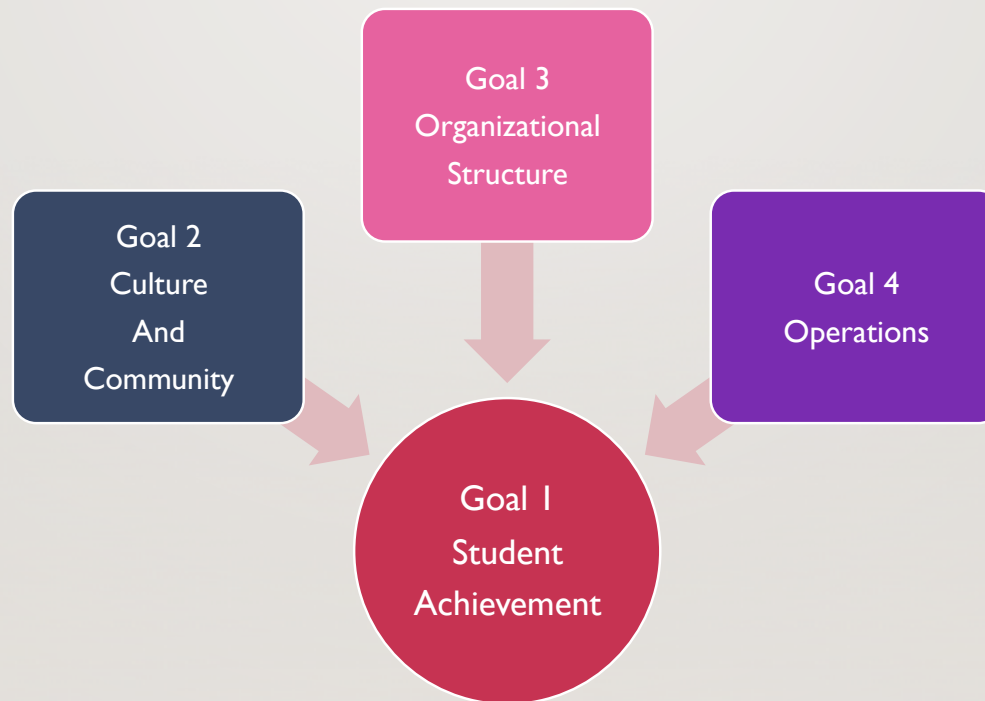 Goal 3
Organizational
Structure
Goal 2
Culture
And
Community
Goal 4
Operations
Goal 1
Student
Achievement